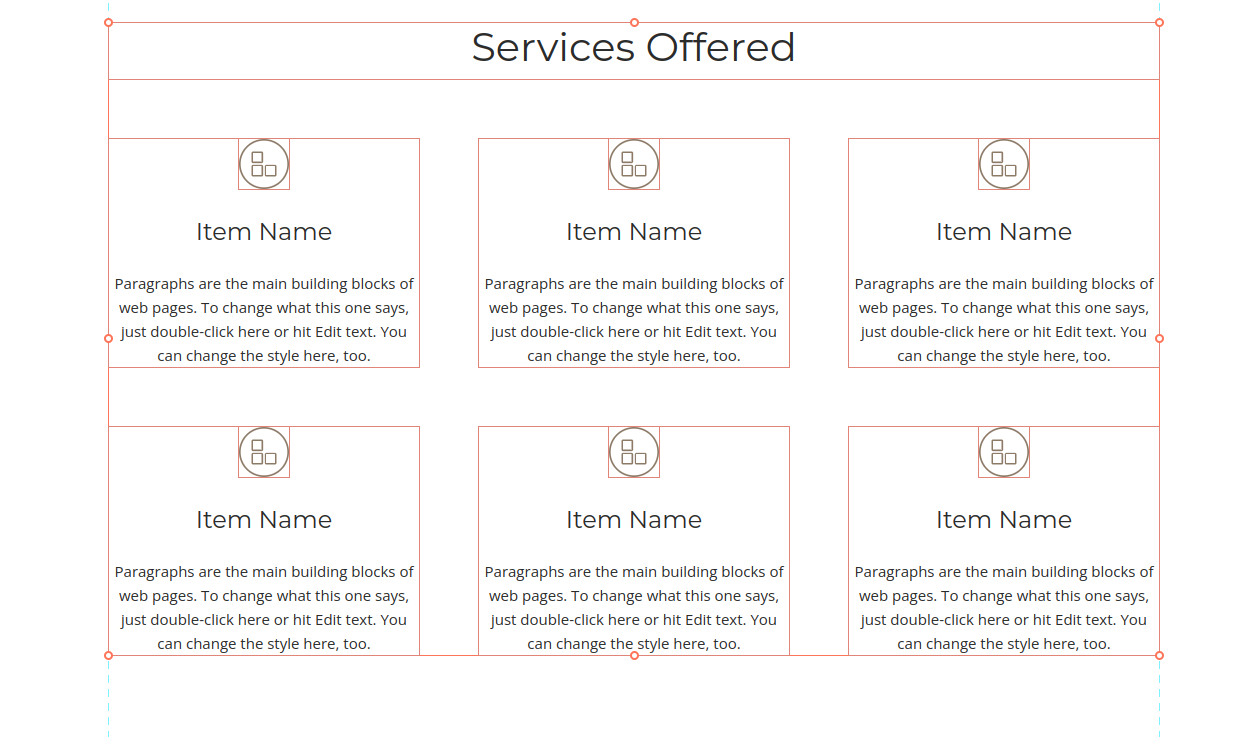 Services Offered
Item Name
Paragraphs are the main building blocks of
web pages. To change what this one says,
just double-click here or hit Edit text. You
can change the style here, too.
Item Name
Paragraphs are the main building blocks of
web pages. To change what this one says,
just double-click here or hit Edit text. You
can change the style here, too.
Item Name
Paragraphs are the main building blocks of
web pages. To change what this one says,
just double-click here or hit Edit text. You
can change the style here, too.
Item Name
Paragraphs are the main building blocks of
web pages. To change what this one says,
just double-click here or hit Edit text. You
can change the style here, too.
Item Name
Paragraphs are the main building blocks of
web pages. To change what this one says,
just double-click here or hit Edit text. You
can change the style here, too.
Item Name
Paragraphs are the main building blocks of
web pages. To change what this one says,
just double-click here or hit Edit text. You
can change the style here, too.